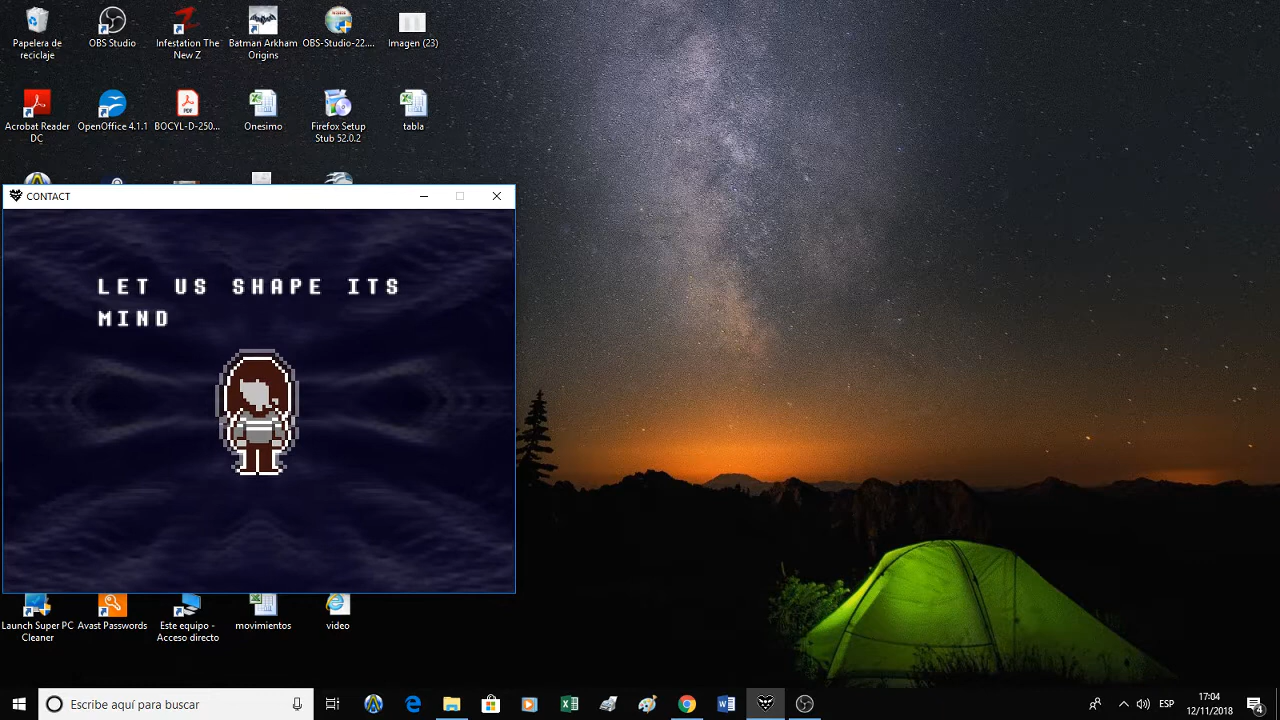 Papelera de
reciclaje
OBS Studio
Infestation The
New Z
Batman Arkham
Origins
OBS-Studio-22....
Imagen (23)
Acrobat Reader
DC
OpenOffice 4.1.1
BOCYL-D-250...
Onesimo
Firefox Setup
Stub 52.0.2
tabla
CONTACT
LET US SHAPE ITS
MIND
Launch Super PC
Cleaner
Avast Passwords
Este equipo -
Acceso directo
movimientos
video
Escribe aquí para buscar
ESP
17:04
12/11/2018
4